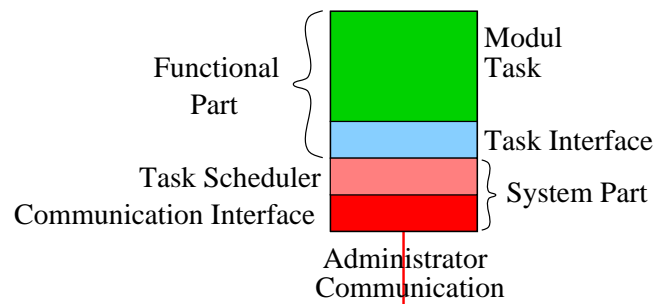 Functional
Part
Modul
Task
Task Interface
Task Scheduler
Communication Interface
System Part
Administrator
Communication